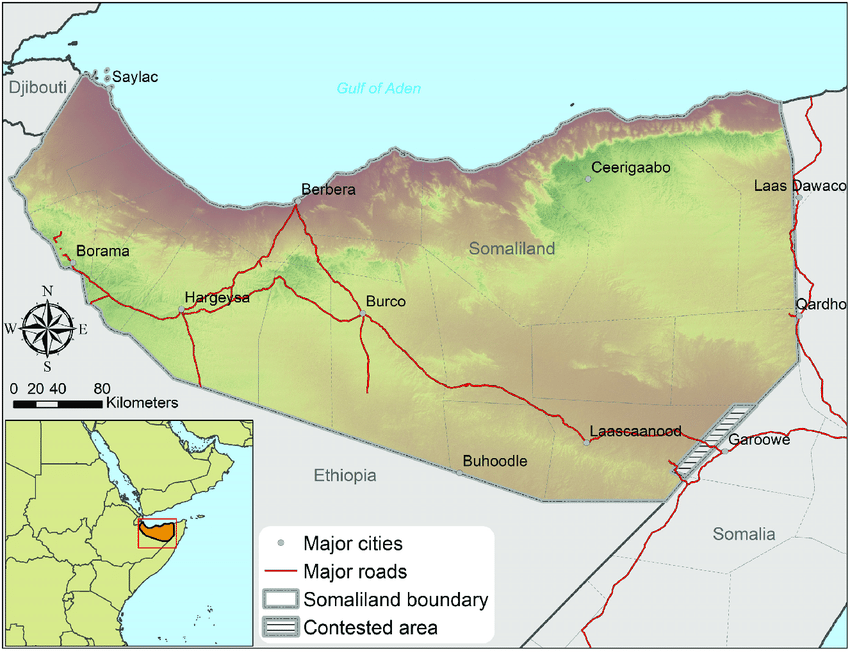 Djibouti
Saylac
Gulf of Aden
Ceerigaabo
Berbera
Laas Dawaco
Somaliland
Borama
Hargeysa
Burco
Qardho
N
W E
S
0 20 40 80
Kilometers
Laascaanood
Garoowe
Buhoodle
Ethiopia
Somalia
Major cities
Major roads
Somaliland boundary
Contested area